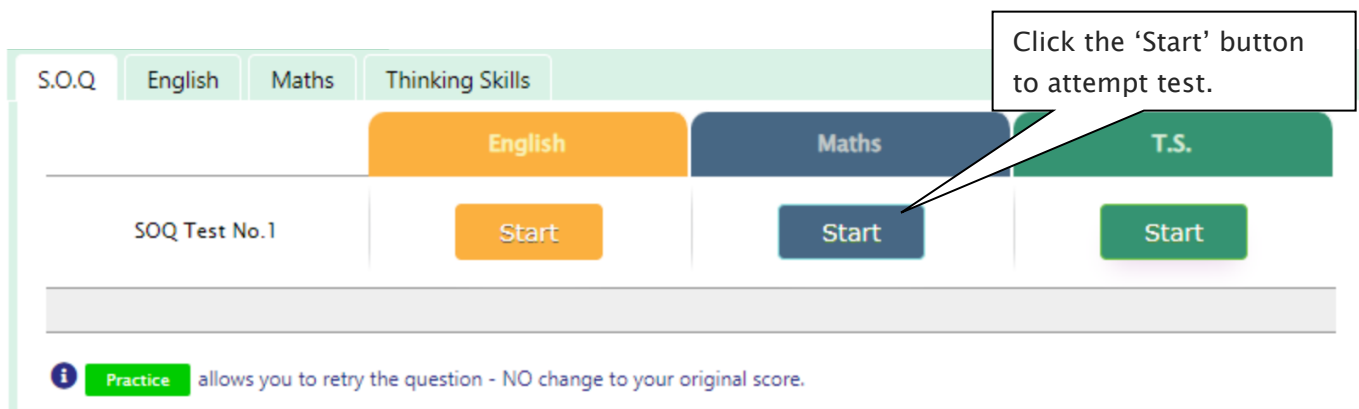 Click the ‘Start’ button
to attempt test.
S.O.Q English Maths Thinking Skills
English Maths T.S.
SOQ Test No.1 Start Start Start
Practice allows you to retry the question - NO change to your original score.